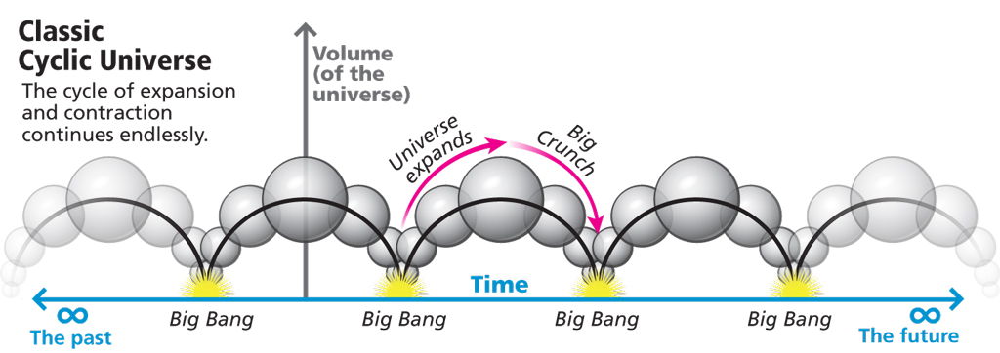 Classic
Cyclic Universe
The cycle of expansion
and contraction
continues endlessly.
Volume
(of the
universe)
Universe
expands
Big
Crunch
Time
∞
The past
Big Bang
Big Bang
Big Bang
Big Bang
∞
The future